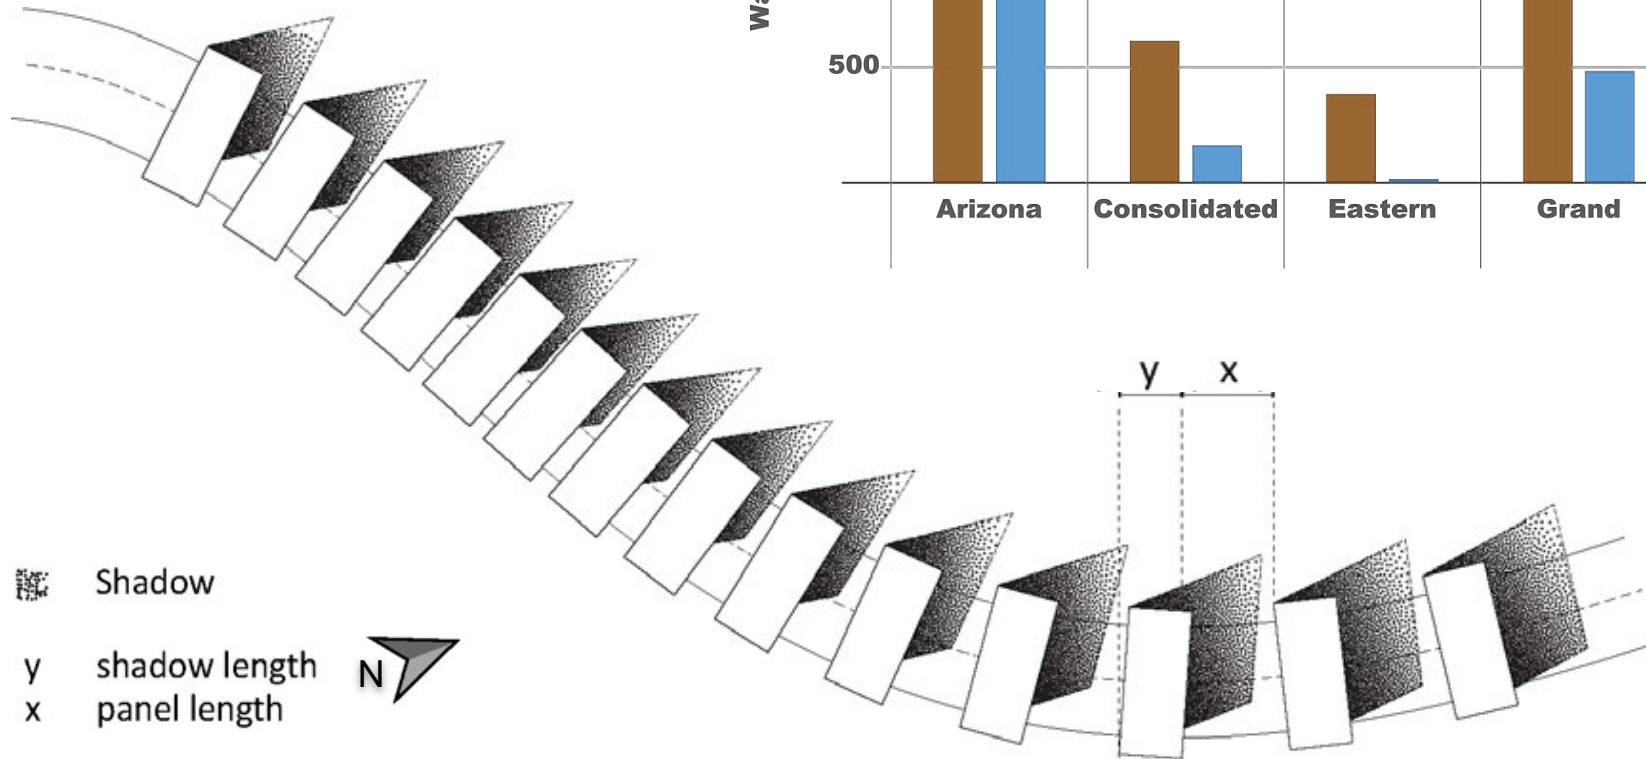 500
Arizona
Consolidated
Eastern
Grand
y
x
Shadow
y shadow length
x panel length
N